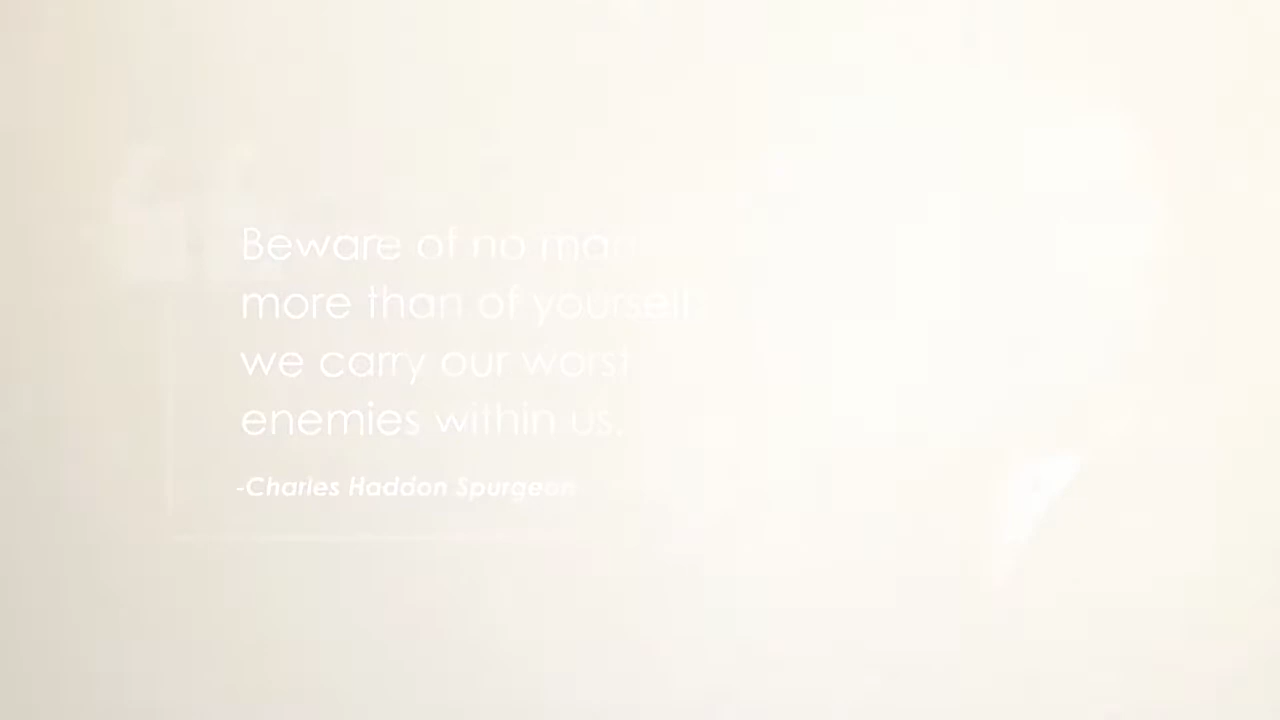 Beware of no man
more than of yourself;
we carry our worst
enemies within us.
-Charles Haddon Spurgeon